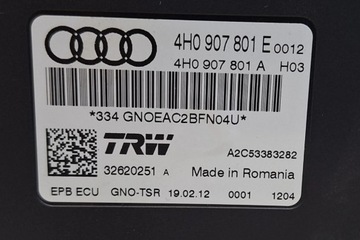 4H0 907 801 E 0012
4H0 907 801 A H03
*334 GNOEAC2BFN04U*
TRW
A2C53383282
32620251 A Made in Romania
EPB ECU GNO-TSR 19.02.12 0001 1204